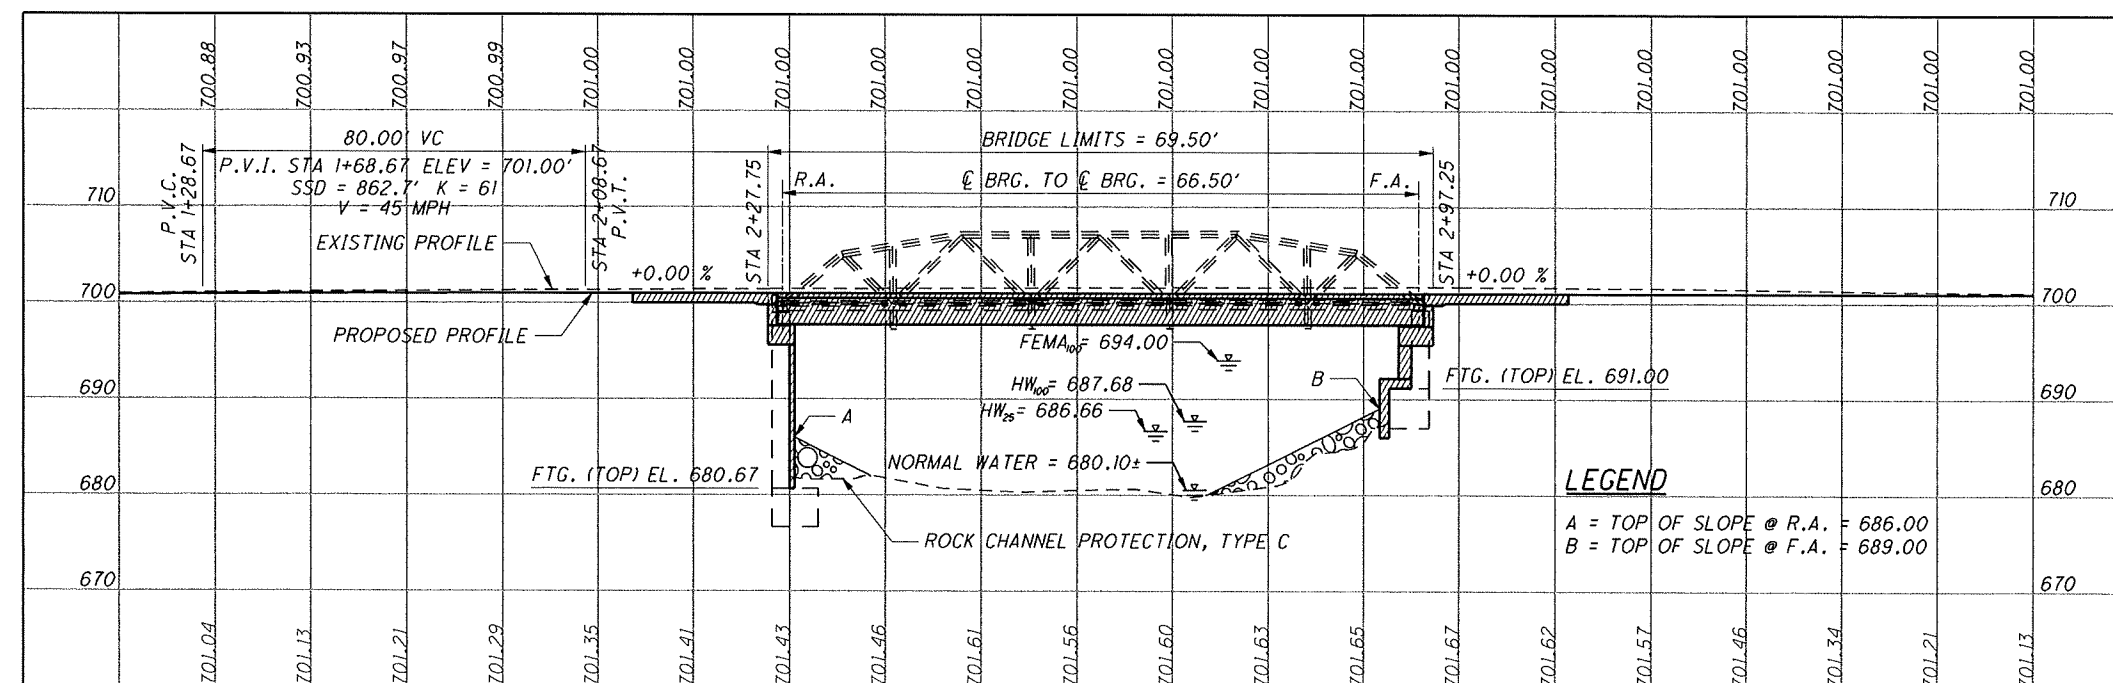 700.88 700.93 700.97 700.99 701.00 701.00 701.00 701.00 701.00 701.00 701.00 701.00 701.00 701.00 701.00 701.00 701.00 701.00 701.00 701.00
80.00' VC
P.V.I. STA 1+68.67 ELEV = 701.00'
SSD = 862.7' K = 61
V = 45 MPH
P.V.C.
STA 1+28.67
STA 2+08.67
P.V.T.
BRIDGE LIMITS = 69.50'
STA 2+27.75
R.A.
℄ BRG. TO ℄ BRG. = 66.50'
F.A.
STA 2+97.25
710
710
EXISTING PROFILE
+0.00 %
+0.00 %
700
700
PROPOSED PROFILE
FEMA100= 694.00
HW100= 687.68
HW25= 686.66
B
FTG. (TOP) EL. 691.00
690
690
A
NORMAL WATER = 680.10±
FTG. (TOP) EL. 680.67
680
680
ROCK CHANNEL PROTECTION, TYPE C
LEGEND
A = TOP OF SLOPE @ R.A. = 686.00
B = TOP OF SLOPE @ F.A. = 689.00
670
670
701.04 701.13 701.21 701.29 701.35 701.41 701.43 701.46 701.61 701.56 701.60 701.63 701.65 701.67 701.62 701.57 701.46 701.34 701.21 701.13